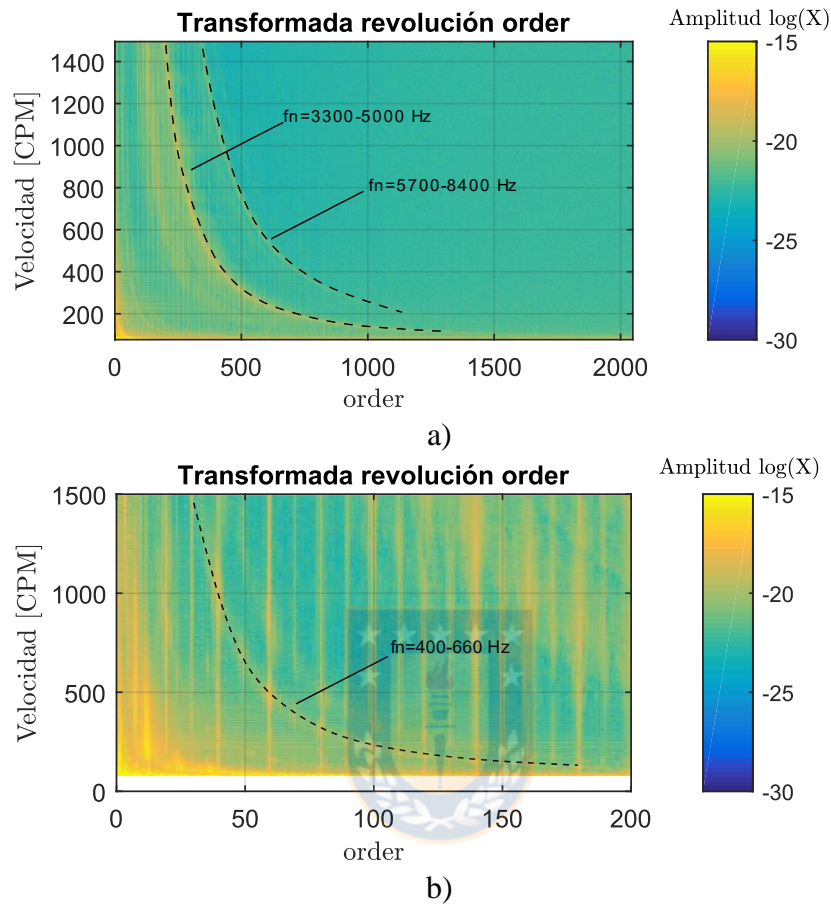 Transformada revolución order
Amplitud log(X)
1400
1200
1000
800
600
400
200
Velocidad [CPM]
fn=3300-5000 Hz
fn=5700-8400 Hz
0
500
1000
1500
2000
order
-15
-20
-25
-30
a)
Transformada revolución order
Amplitud log(X)
1500
1000
500
0
Velocidad [CPM]
fn=400-660 Hz
0
50
100
150
200
order
-15
-20
-25
-30
b)